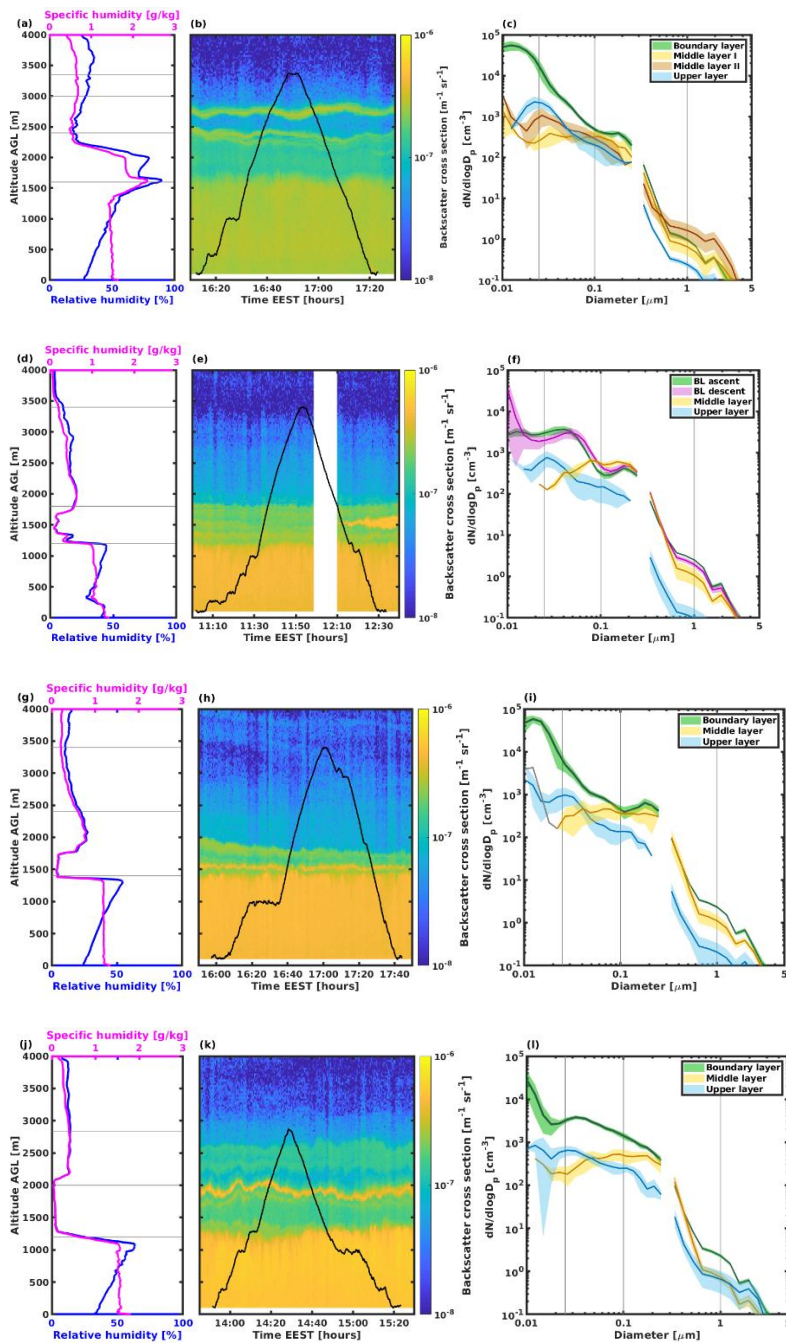 (a) Specific humidity [g/kg]
0 1 2 3
4000
3500
3000
2500
2000
1500
1000
500
0
Altitude AGL [m]
0 50 100
Relative humidity [%]
(b)
16:20 16:40 17:00 17:20
Time EEST [hours]
10-6
10-7
10-8
Backscatter cross section [m-1 sr-1]
(c)
Boundary layer
Middle layer I
Middle layer II
Upper layer
105
104
103
102
101
100
10-1
dN/dlogDp [cm-3]
0.01 0.1 1 5
Diameter [μm]
(d) Specific humidity [g/kg]
0 1 2 3
4000
3500
3000
2500
2000
1500
1000
500
0
Altitude AGL [m]
0 50 100
Relative humidity [%]
(e)
11:10 11:30 11:50 12:10 12:30
Time EEST [hours]
10-6
10-7
10-8
Backscatter cross section [m-1 sr-1]
(f)
BL ascent
BL descent
Middle layer
Upper layer
105
104
103
102
101
100
10-1
dN/dlogDp [cm-3]
0.01 0.1 1 5
Diameter [μm]
(g) Specific humidity [g/kg]
0 1 2 3
4000
3500
3000
2500
2000
1500
1000
500
0
Altitude AGL [m]
0 50 100
Relative humidity [%]
(h)
16:00 16:20 16:40 17:00 17:20 17:40
Time EEST [hours]
10-6
10-7
10-8
Backscatter cross section [m-1 sr-1]
(i)
Boundary layer
Middle layer
Upper layer
105
104
103
102
101
100
10-1
dN/dlogDp [cm-3]
0.01 0.1 1 5
Diameter [μm]
(j) Specific humidity [g/kg]
0 1 2 3
4000
3500
3000
2500
2000
1500
1000
500
0
Altitude AGL [m]
0 50 100
Relative humidity [%]
(k)
14:00 14:20 14:40 15:00 15:20
Time EEST [hours]
10-6
10-7
10-8
Backscatter cross section [m-1 sr-1]
(l)
Boundary layer
Middle layer
Upper layer
105
104
103
102
101
100
10-1
dN/dlogDp [cm-3]
0.01 0.1 1 5
Diameter [μm]